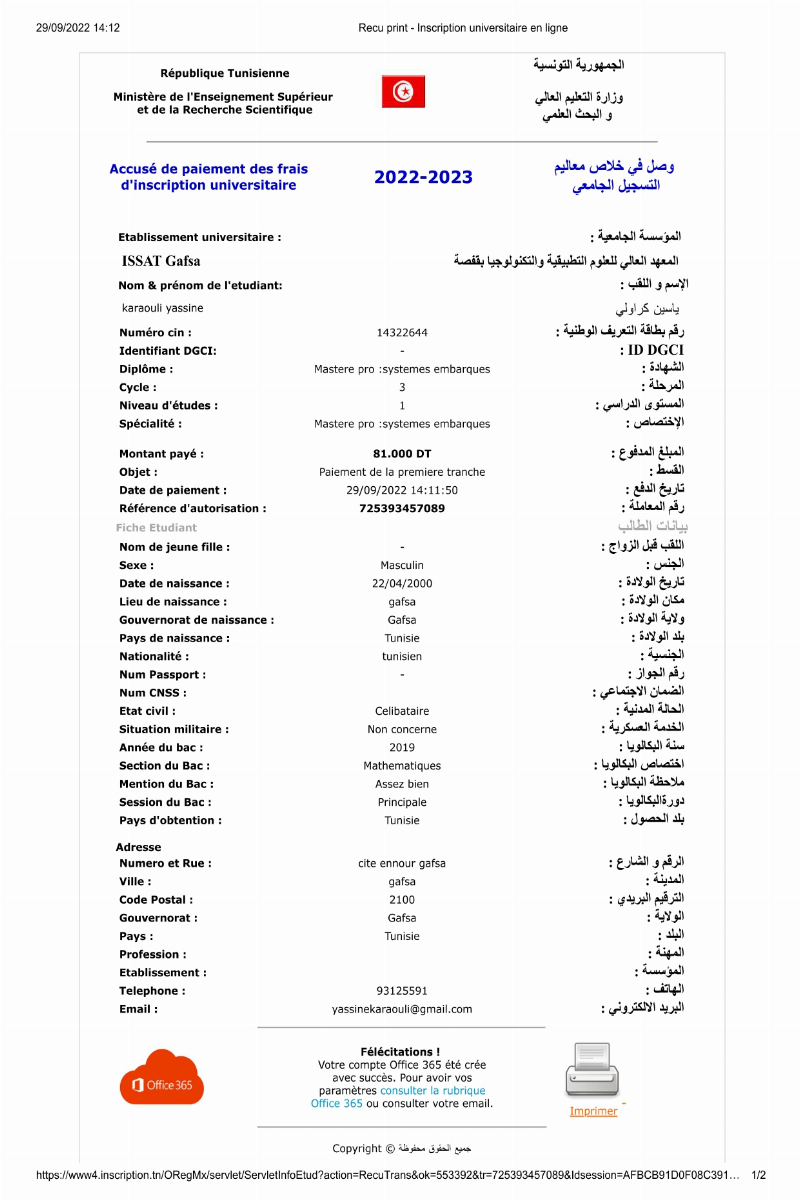 29/09/2022 14:12 Recu print - Inscription universitaire en ligne
République Tunisienne الجمهورية التونسية
Ministère de l'Enseignement Supérieur وزارة التعليم العالي
et de la Recherche Scientifique و البحث العلمي
Accusé de paiement des frais 2022-2023 وصل في خلاص معاليم
d'inscription universitaire التسجيل الجامعي
Etablissement universitaire : المؤسسة الجامعية :
ISSAT Gafsa المعهد العالي للعلوم التطبيقية والتكنولوجيا بقفصة
Nom & prénom de l'etudiant: الإسم و اللقب :
karaouli yassine ياسين كراولي
Numéro cin : 14322644 رقم بطاقة التعريف الوطنية :
Identifiant DGCI: - ID DGCI :
Diplôme : Mastere pro :systemes embarques الشهادة :
Cycle : 3 المرحلة :
Niveau d'études : 1 المستوى الدراسي :
Spécialité : Mastere pro :systemes embarques الإختصاص :
Montant payé : 81.000 DT المبلغ المدفوع :
Objet : Paiement de la premiere tranche القسط :
Date de paiement : 29/09/2022 14:11:50 تاريخ الدفع :
Référence d'autorisation : 725393457089 رقم المعاملة :
Fiche Etudiant بيانات الطالب
Nom de jeune fille : - اللقب قبل الزواج :
Sexe : Masculin الجنس :
Date de naissance : 22/04/2000 تاريخ الولادة :
Lieu de naissance : gafsa مكان الولادة :
Gouvernorat de naissance : Gafsa ولاية الولادة :
Pays de naissance : Tunisie بلد الولادة :
Nationalité : tunisien الجنسية :
Num Passport : - رقم الجواز :
Num CNSS : الضمان الاجتماعي :
Etat civil : Celibataire الحالة المدنية :
Situation militaire : Non concerne الخدمة العسكرية :
Année du bac : 2019 سنة البكالويا :
Section du Bac : Mathematiques اختصاص البكالويا :
Mention du Bac : Assez bien ملاحظة البكالويا :
Session du Bac : Principale دورةالبكالويا :
Pays d'obtention : Tunisie بلد الحصول :
Adresse
Numero et Rue : cite ennour gafsa الرقم و الشارع :
Ville : gafsa المدينة :
Code Postal : 2100 الترقيم البريدي :
Gouvernorat : Gafsa الولاية :
Pays : Tunisie البلد :
Profession : المهنة :
Etablissement : المؤسسة :
Telephone : 93125591 الهاتف :
Email : yassinekaraouli@gmail.com البريد الالكتروني :
Félécitations !
Votre compte Office 365 été crée
avec succès. Pour avoir vos
paramètres consulter la rubrique
Office 365 ou consulter votre email.
Office 365
Imprimer
Copyright © جميع الحقوق محفوظة
https://www4.inscription.tn/ORegMx/servlet/ServletInfoEtud?action=RecuTrans&ok=553392&tr=725393457089&Idsession=AFBCB91D0F08C391… 1/2